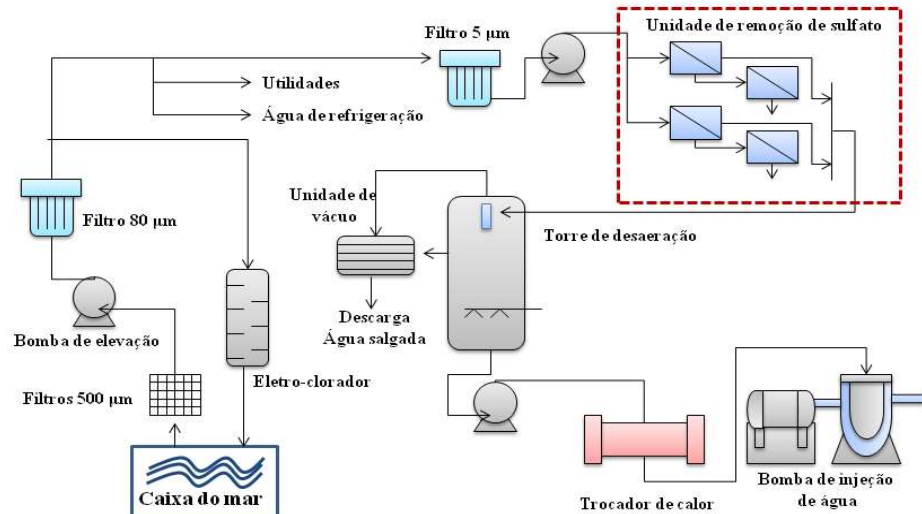 Filtro 5 µm
Unidade de remoção de sulfato
Utilidades
Água de refrigeração
Filtro 80 µm
Unidade de
vácuo
Torre de desaeração
Bomba de elevação
Descarga
Água salgada
Eletro-clorador
Filtros 500 µm
Caixa do mar
Trocador de calor
Bomba de injeção
de água